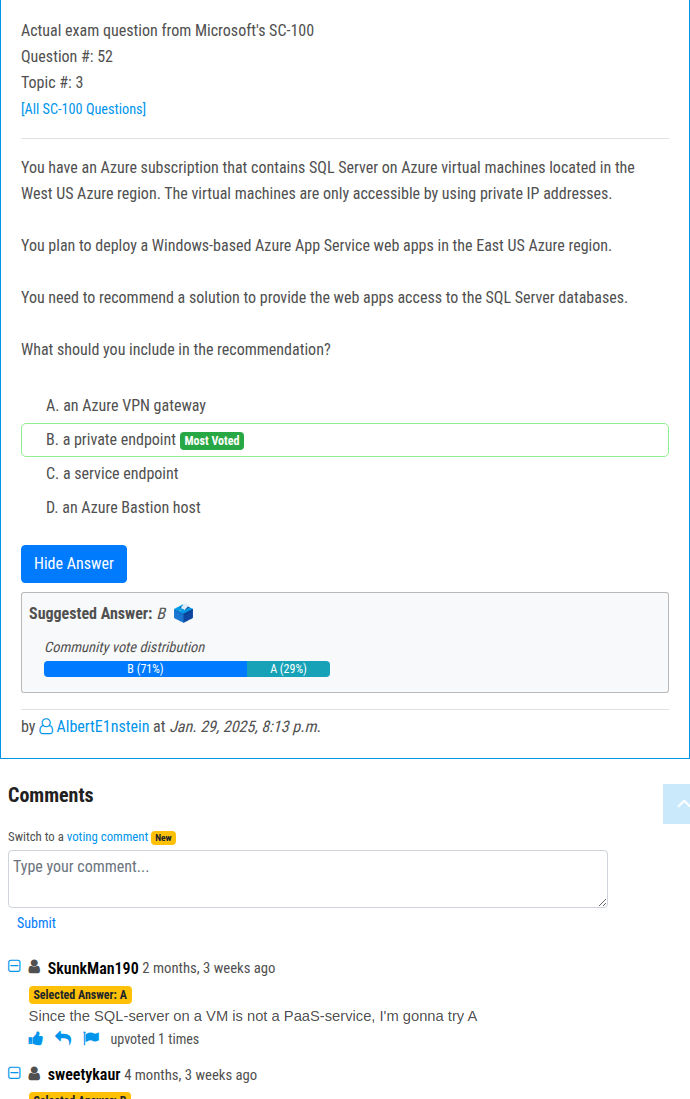 Actual exam question from Microsoft's SC-100
Question #: 52
Topic #: 3
[All SC-100 Questions]
You have an Azure subscription that contains SQL Server on Azure virtual machines located in the
West US Azure region. The virtual machines are only accessible by using private IP addresses.
You plan to deploy a Windows-based Azure App Service web apps in the East US Azure region.
You need to recommend a solution to provide the web apps access to the SQL Server databases.
What should you include in the recommendation?
A. an Azure VPN gateway
B. a private endpoint Most Voted
C. a service endpoint
D. an Azure Bastion host
Hide Answer
Suggested Answer: B
Community vote distribution
B (71%) A (29%)
by AlbertE1nstein at Jan. 29, 2025, 8:13 p.m.
Comments
Switch to a voting comment New
Type your comment...
Submit
SkunkMan190 2 months, 3 weeks ago
Selected Answer: A
Since the SQL-server on a VM is not a PaaS-service, I'm gonna try A
upvoted 1 times
sweetykaur 4 months, 3 weeks ago
Selected Answer: B